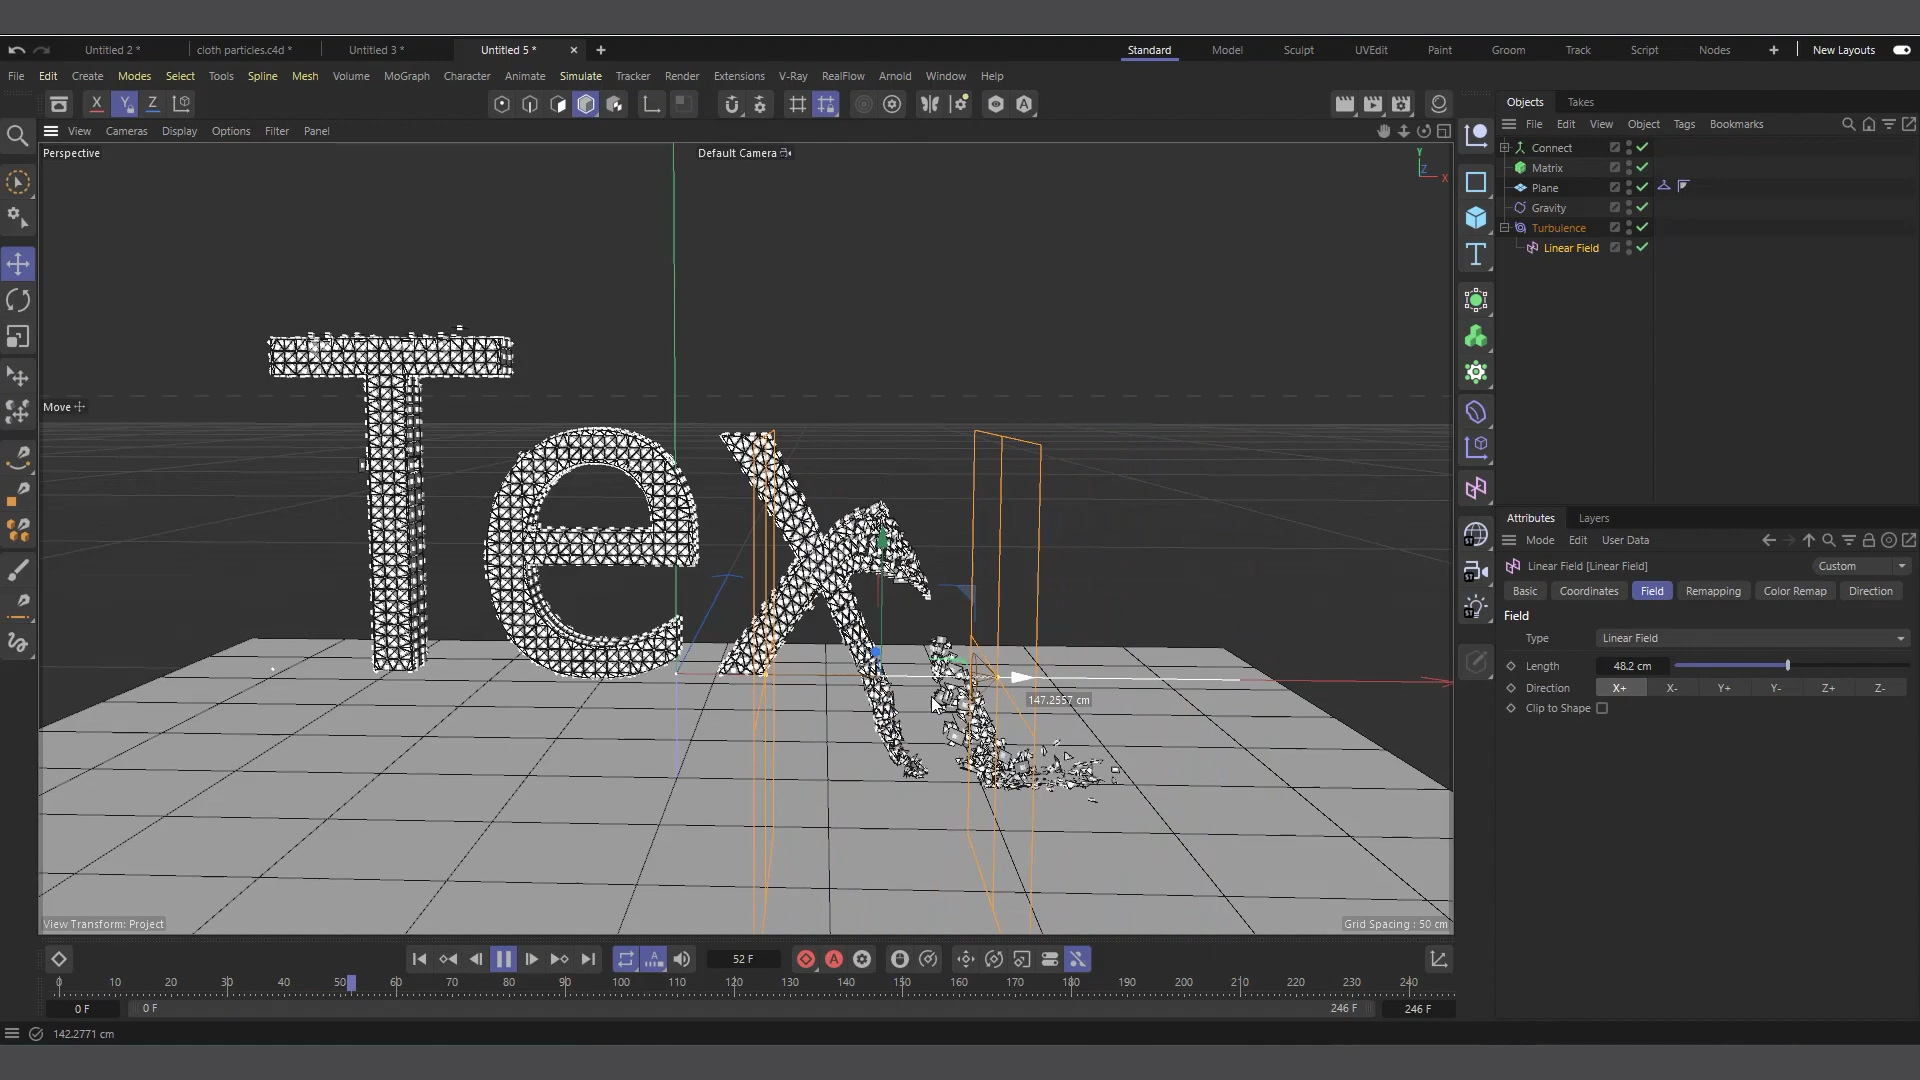 Untitled 2 *
cloth particles.c4d *
Untitled 3 *
Untitled 5 *
Standard
Model
Sculpt
UVEdit
Paint
Groom
Track
Script
Nodes
New Layouts
File Edit Create Modes Select Tools Spline Mesh Volume MoGraph Character Animate Simulate Tracker Render Extensions V-Ray RealFlow Arnold Window Help
X Y Z
Objects Takes
View Cameras Display Options Filter Panel
File Edit View Object Tags Bookmarks
Perspective
Default Camera
Y
Z
X
Connect
Matrix
Plane
Gravity
Turbulence
Linear Field
Move
Tex
147.2557 cm
View Transform: Project
Grid Spacing : 50 cm
Attributes Layers
Mode Edit User Data
Linear Field [Linear Field]
Custom
Basic Coordinates Field Remapping Color Remap Direction
Field
Type Linear Field
Length 48.2 cm
Direction X+ X- Y+ Y- Z+ Z-
Clip to Shape
52 F
0 10 20 30 40 50 60 70 80 90 100 110 120 130 140 150 160 170 180 190 200 210 220 230 240
0 F
0 F
246 F
246 F
142.2771 cm